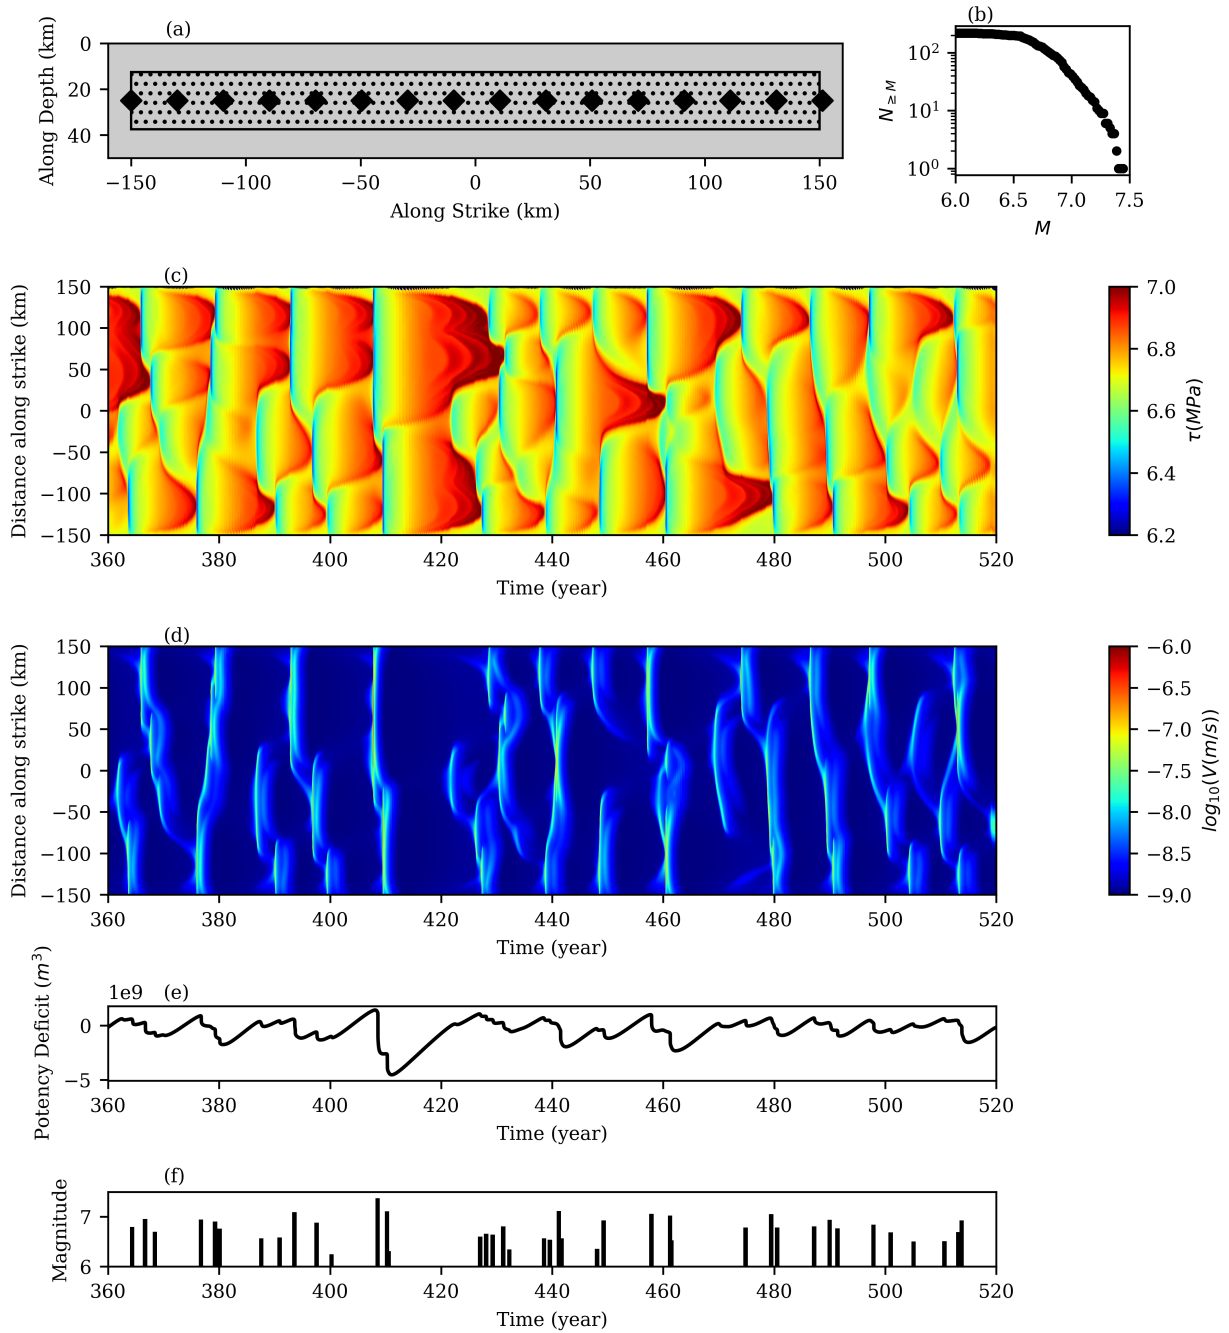 (a)
Along Depth (km)
0
20
40
−150 −100 −50 0 50 100 150
Along Strike (km)
(b)
N≥M
10²
10¹
10⁰
6.0 6.5 7.0 7.5
M
(c)
Distance along strike (km)
150
100
50
0
−50
−100
−150
360 380 400 420 440 460 480 500 520
Time (year)
7.0
6.8
6.6
6.4
6.2
τ(MPa)
(d)
Distance along strike (km)
150
100
50
0
−50
−100
−150
360 380 400 420 440 460 480 500 520
Time (year)
−6.0
−6.5
−7.0
−7.5
−8.0
−8.5
−9.0
log₁₀(V(m/s))
1e9 (e)
Potency Deficit (m³)
0
−5
360 380 400 420 440 460 480 500 520
Time (year)
(f)
Magnitude
7
6
360 380 400 420 440 460 480 500 520
Time (year)